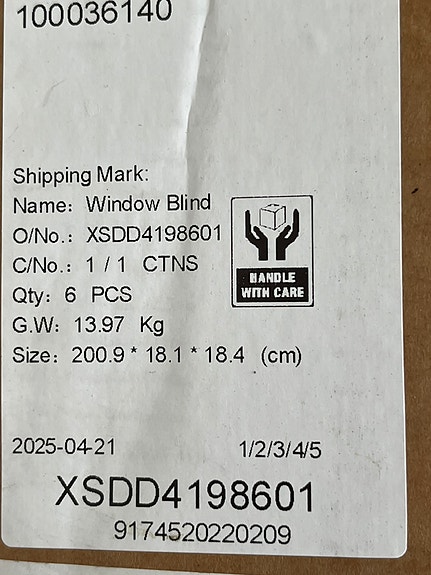 100036140
Shipping Mark:
Name: Window Blind
O/No.: XSDD4198601
C/No.: 1 / 1 CTNS
Qty: 6 PCS
G.W: 13.97 Kg
Size: 200.9 * 18.1 * 18.4 (cm)
HANDLE
WITH CARE
2025-04-21 1/2/3/4/5
XSDD4198601
9174520220209